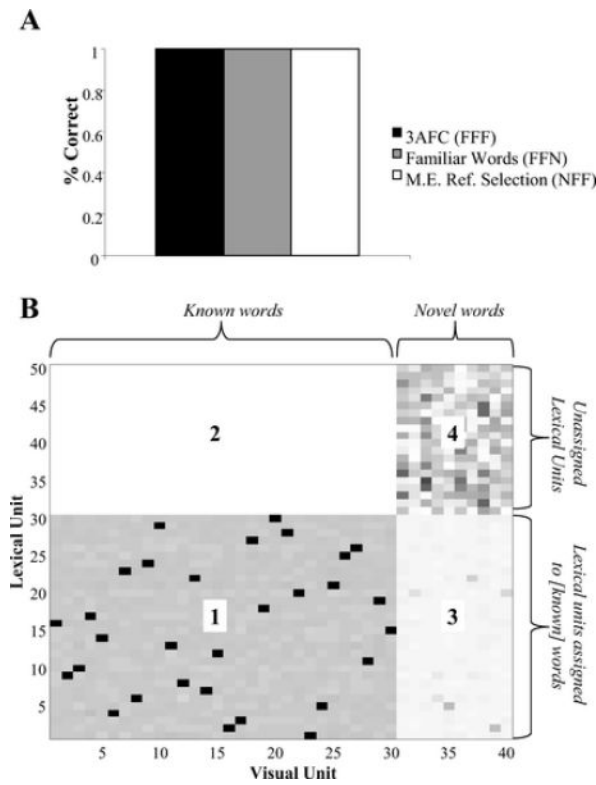 A
% Correct
1
0.8
0.6
0.4
0.2
0
3AFC (FFF)
Familiar Words (FFN)
M.E. Ref. Selection (NFF)
B
Known words
Novel words
Lexical Unit
50
45
40
35
30
25
20
15
10
5
2
4
1
3
Unassigned
Lexical Units
Lexical units assigned
to [known] words
5
10
15
20
25
30
35
40
Visual Unit